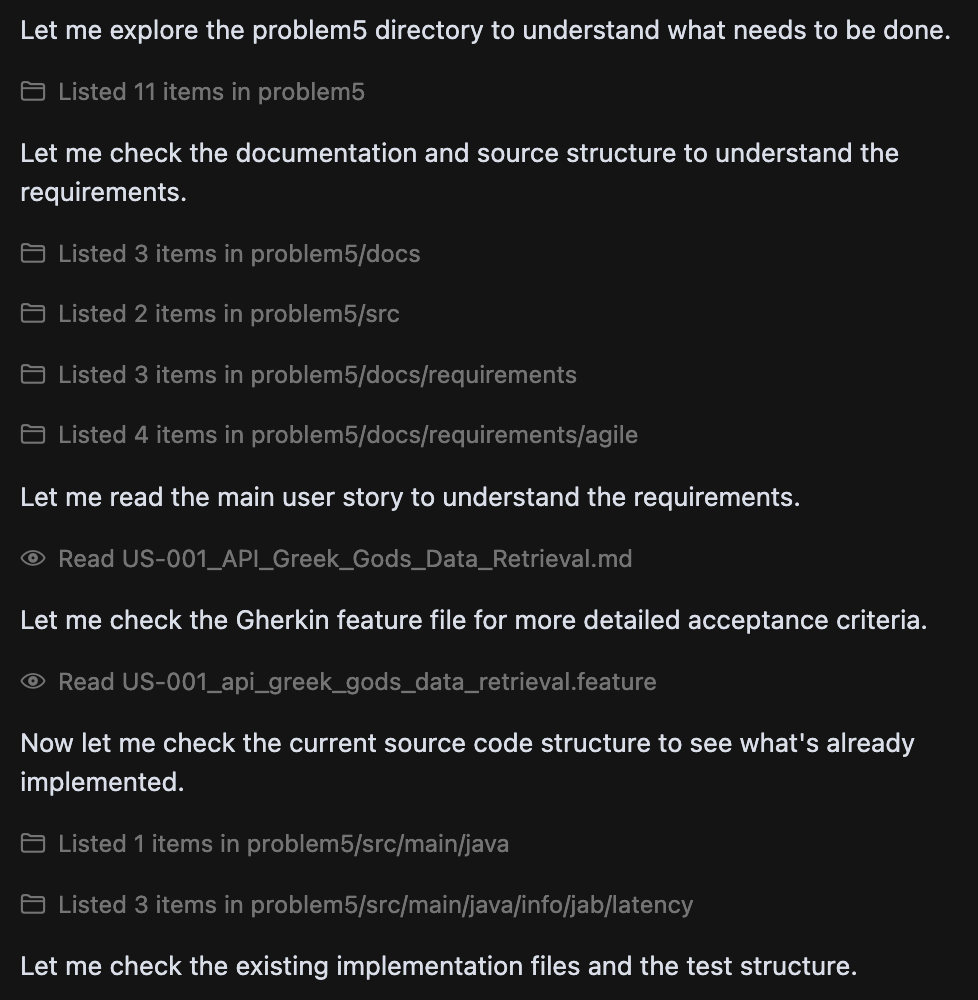 Let me explore the problem5 directory to understand what needs to be done.
Listed 11 items in problem5
Let me check the documentation and source structure to understand the
requirements.
Listed 3 items in problem5/docs
Listed 2 items in problem5/src
Listed 3 items in problem5/docs/requirements
Listed 4 items in problem5/docs/requirements/agile
Let me read the main user story to understand the requirements.
Read US-001_API_Greek_Gods_Data_Retrieval.md
Let me check the Gherkin feature file for more detailed acceptance criteria.
Read US-001_api_greek_gods_data_retrieval.feature
Now let me check the current source code structure to see what's already
implemented.
Listed 1 items in problem5/src/main/java
Listed 3 items in problem5/src/main/java/info/jab/latency
Let me check the existing implementation files and the test structure.